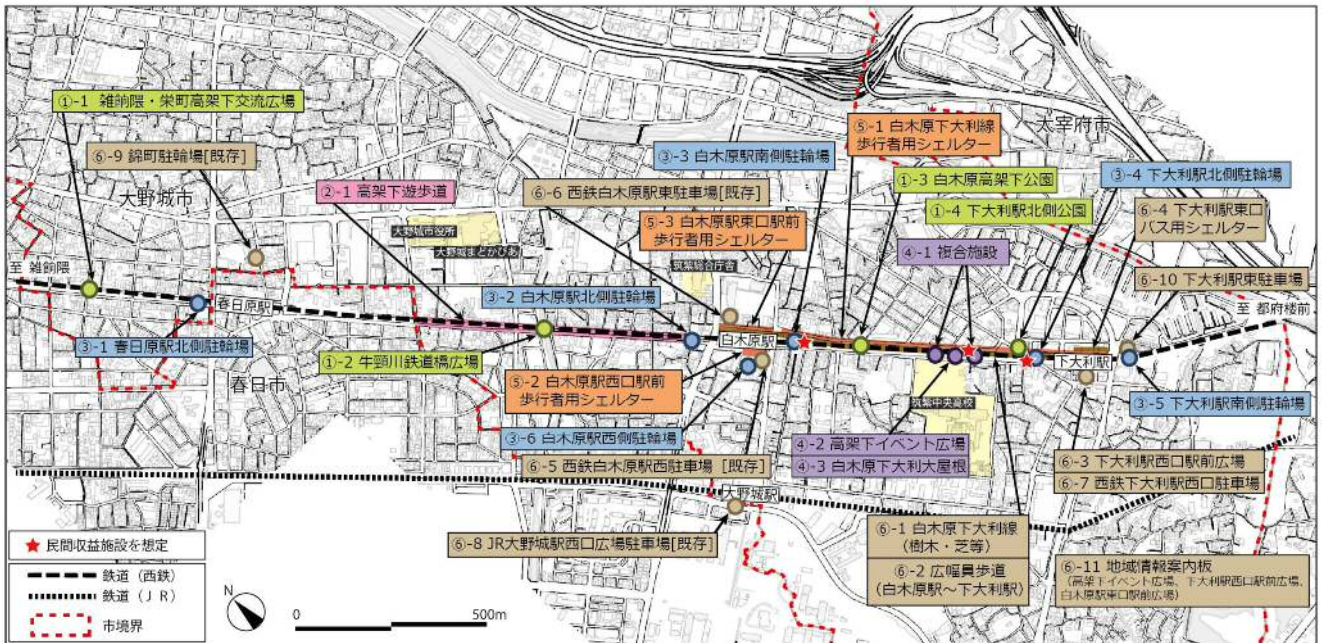 ①-1 雑餉隈・栄町高架下交流広場
⑥-9 錦町駐輪場[既存]
大野城市
②-1 高架下遊歩道
大野城市役所
大野城まどかぴあ
⑥-6 西鉄白木原駅東駐車場[既存]
⑤-3 白木原駅東口駅前
歩行者用シェルター
筑紫総合庁舎
③-3 白木原駅南側駐輪場
⑤-1 白木原下大利線
歩行者用シェルター
太宰府市
①-3 白木原高架下公園
③-4 下大利駅北側駐輪場
①-4 下大利駅北側公園
⑥-4 下大利駅東口
バス用シェルター
④-1 複合施設
⑥-10 下大利駅東駐車場
至 雑餉隈
至 都府楼前
春日原駅
③-2 白木原駅北側駐輪場
白木原駅
下大利駅
③-1 春日原駅北側駐輪場
①-2 牛頸川鉄道橋広場
春日市
⑤-2 白木原駅西口駅前
歩行者用シェルター
筑紫中央高校
③-5 下大利駅南側駐輪場
③-6 白木原駅西側駐輪場
④-2 高架下イベント広場
④-3 白木原下大利大屋根
⑥-5 西鉄白木原駅西駐車場 [既存]
⑥-3 下大利駅西口駅前広場
⑥-7 西鉄下大利駅西口駐車場
大野城駅
⑥-8 JR大野城駅西口広場駐車場[既存]
⑥-1 白木原下大利線
(樹木・芝等)
⑥-2 広幅員歩道
(白木原駅~下大利駅)
⑥-11 地域情報案内板
(高架下イベント広場、下大利駅西口駅前広場、
白木原駅東口駅前広場)
★ 民間収益施設を想定
鉄道(西鉄)
鉄道(JR)
市境界
N
0 500m